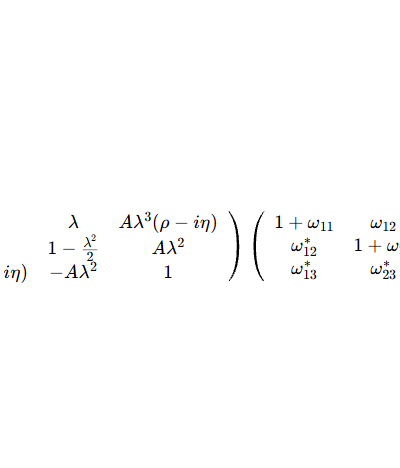 λ Aλ³(ρ − iη) 1 + ω₁₁ ω₁₂
1 − λ²/2 Aλ² ω*₁₂ 1 + ω
iη) −Aλ² 1 ω*₁₃ ω*₂₃